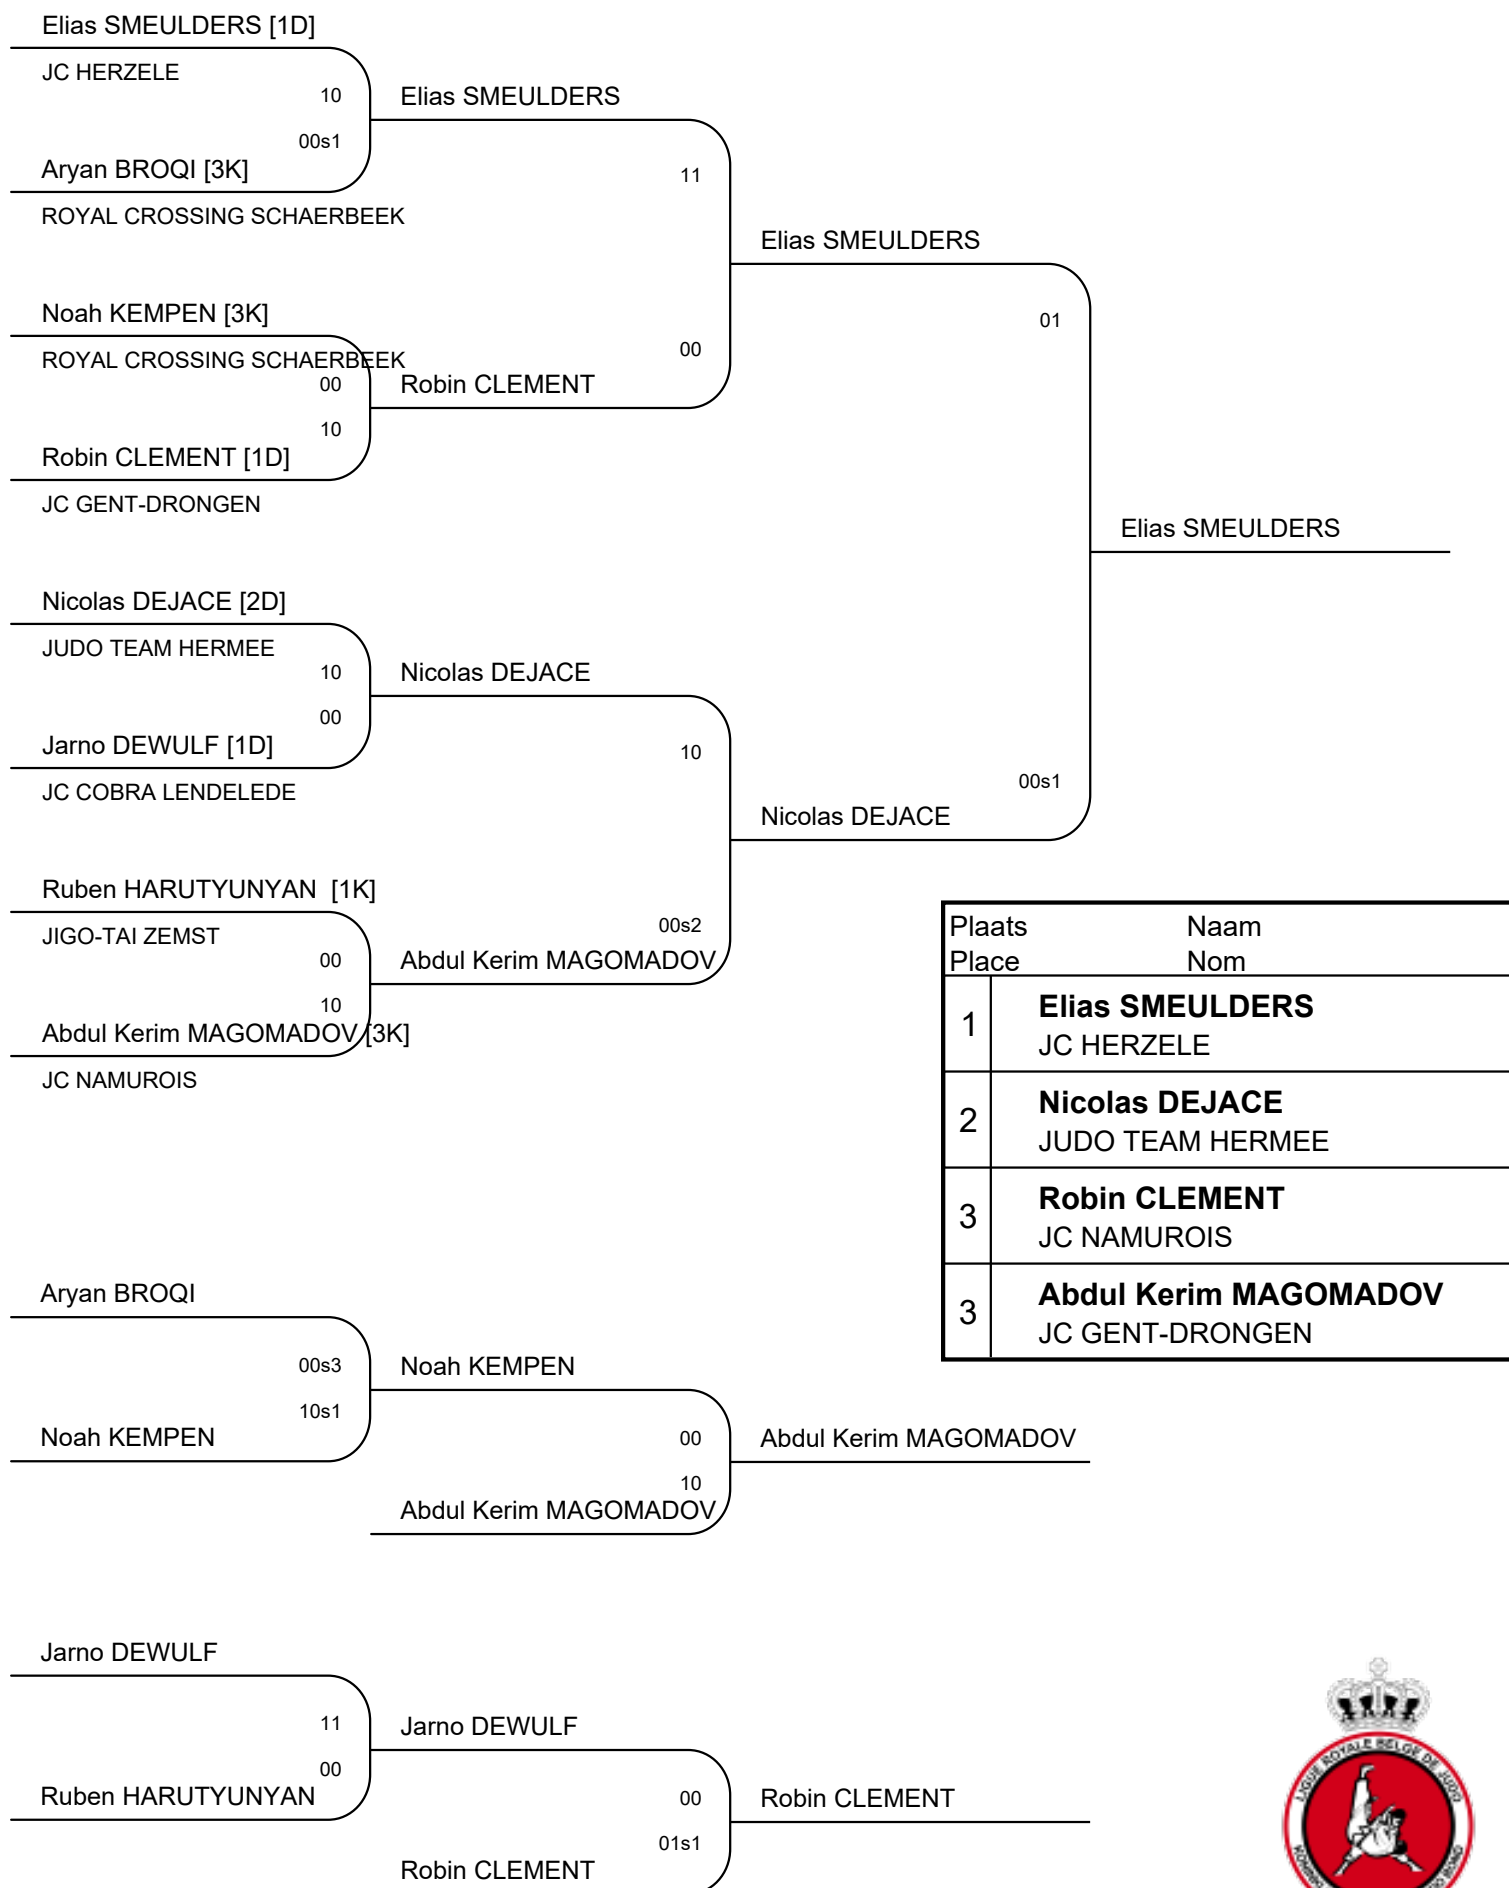 Elias SMEULDERS [1D]
JC HERZELE
10
Elias SMEULDERS
00s1
Aryan BROQI [3K]
11
ROYAL CROSSING SCHAERBEEK
Elias SMEULDERS
Noah KEMPEN [3K]
01
ROYAL CROSSING SCHAERBEEK
00
00
Robin CLEMENT
10
Robin CLEMENT [1D]
JC GENT-DRONGEN
Elias SMEULDERS
Nicolas DEJACE [2D]
JUDO TEAM HERMEE
10
Nicolas DEJACE
00
Jarno DEWULF [1D]
10
JC COBRA LENDELEDE
00s1
Nicolas DEJACE
Ruben HARUTYUNYAN [1K]
JIGO-TAI ZEMST
00s2
00
Abdul Kerim MAGOMADOV
10
Abdul Kerim MAGOMADOV [3K]
JC NAMUROIS
Plaats Naam
Place Nom
1 Elias SMEULDERS
JC HERZELE
2 Nicolas DEJACE
JUDO TEAM HERMEE
3 Robin CLEMENT
JC NAMUROIS
3 Abdul Kerim MAGOMADOV
JC GENT-DRONGEN
Aryan BROQI
00s3
Noah KEMPEN
10s1
Noah KEMPEN
00
Abdul Kerim MAGOMADOV
10
Abdul Kerim MAGOMADOV
Jarno DEWULF
11
Jarno DEWULF
00
Ruben HARUTYUNYAN
00
Robin CLEMENT
01s1
Robin CLEMENT
LIGUE ROYALE BELGE DE JUDO